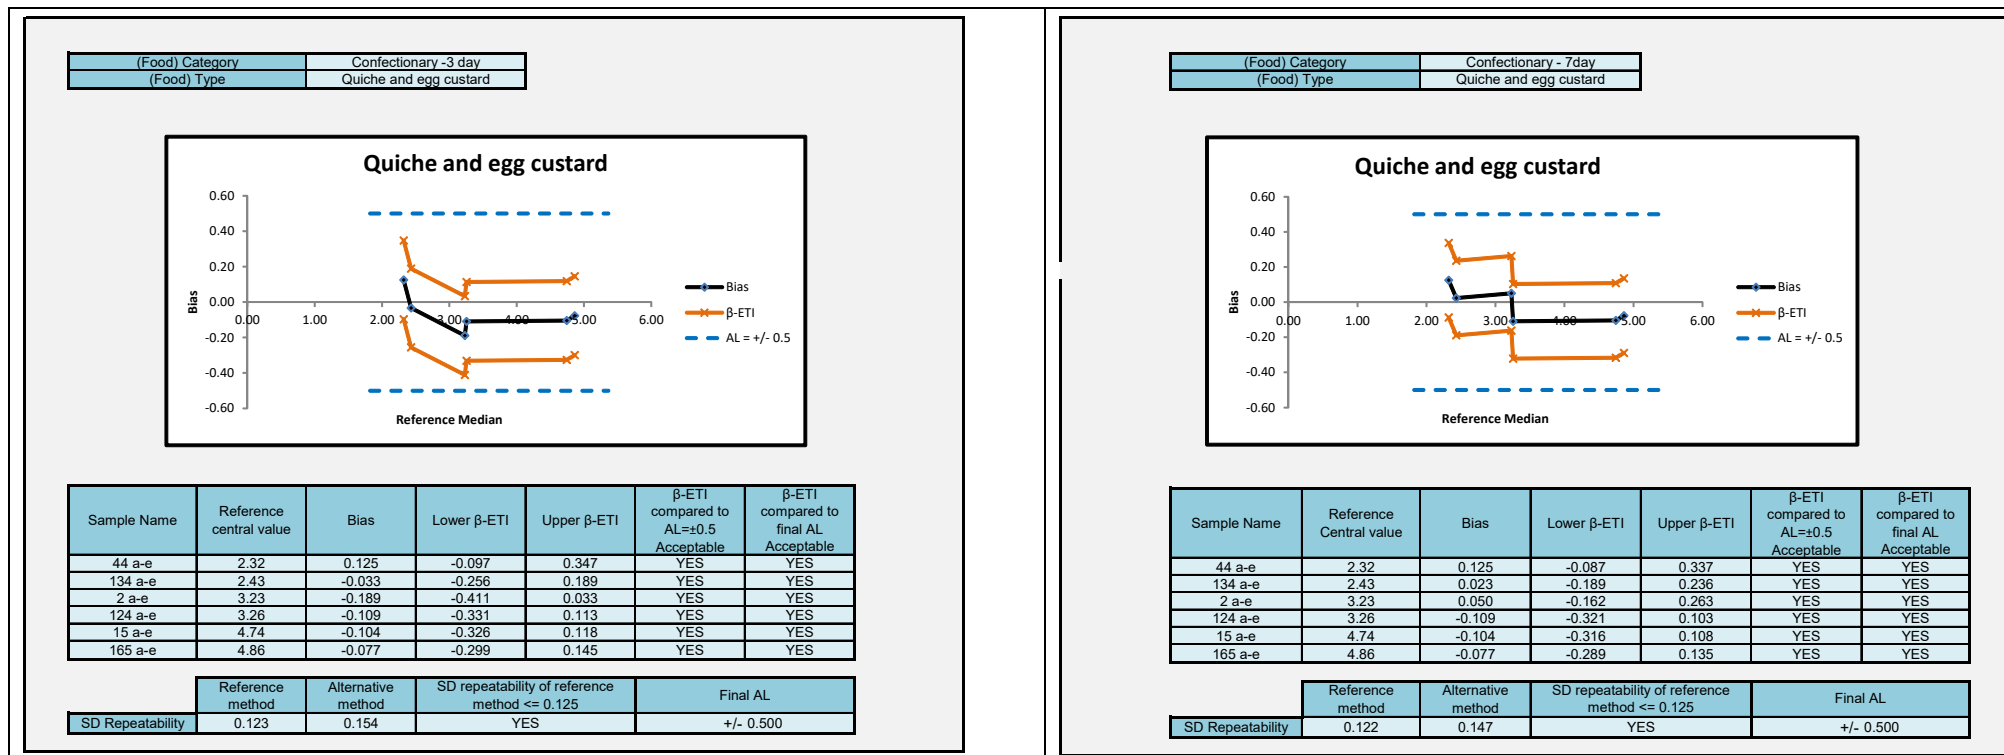 (Food) Category Confectionary -3 day
(Food) Type Quiche and egg custard
Quiche and egg custard
0.60
0.40
0.20
0.00
-0.20
-0.40
-0.60
0.00 1.00 2.00 3.00 4.00 5.00 6.00
Bias
Reference Median
Bias
β-ETI
AL = +/- 0.5
Sample Name Reference central value Bias Lower β-ETI Upper β-ETI β-ETI compared to AL=±0.5 Acceptable β-ETI compared to final AL Acceptable
44 a-e 2.32 0.125 -0.097 0.347 YES YES
134 a-e 2.43 -0.033 -0.256 0.189 YES YES
2 a-e 3.23 -0.189 -0.411 0.033 YES YES
124 a-e 3.26 -0.109 -0.331 0.113 YES YES
15 a-e 4.74 -0.104 -0.326 0.118 YES YES
165 a-e 4.86 -0.077 -0.299 0.145 YES YES
Reference method Alternative method SD repeatability of reference method <= 0.125 Final AL
SD Repeatability 0.123 0.154 YES +/- 0.500
(Food) Category Confectionary - 7day
(Food) Type Quiche and egg custard
Quiche and egg custard
0.60
0.40
0.20
0.00
-0.20
-0.40
-0.60
0.00 1.00 2.00 3.00 4.00 5.00 6.00
Bias
Reference Median
Bias
β-ETI
AL = +/- 0.5
Sample Name Reference Central value Bias Lower β-ETI Upper β-ETI β-ETI compared to AL=±0.5 Acceptable β-ETI compared to final AL Acceptable
44 a-e 2.32 0.125 -0.087 0.337 YES YES
134 a-e 2.43 0.023 -0.189 0.236 YES YES
2 a-e 3.23 0.050 -0.162 0.263 YES YES
124 a-e 3.26 -0.109 -0.321 0.103 YES YES
15 a-e 4.74 -0.104 -0.316 0.108 YES YES
165 a-e 4.86 -0.077 -0.289 0.135 YES YES
Reference method Alternative method SD repeatability of reference method <= 0.125 Final AL
SD Repeatability 0.122 0.147 YES +/- 0.500